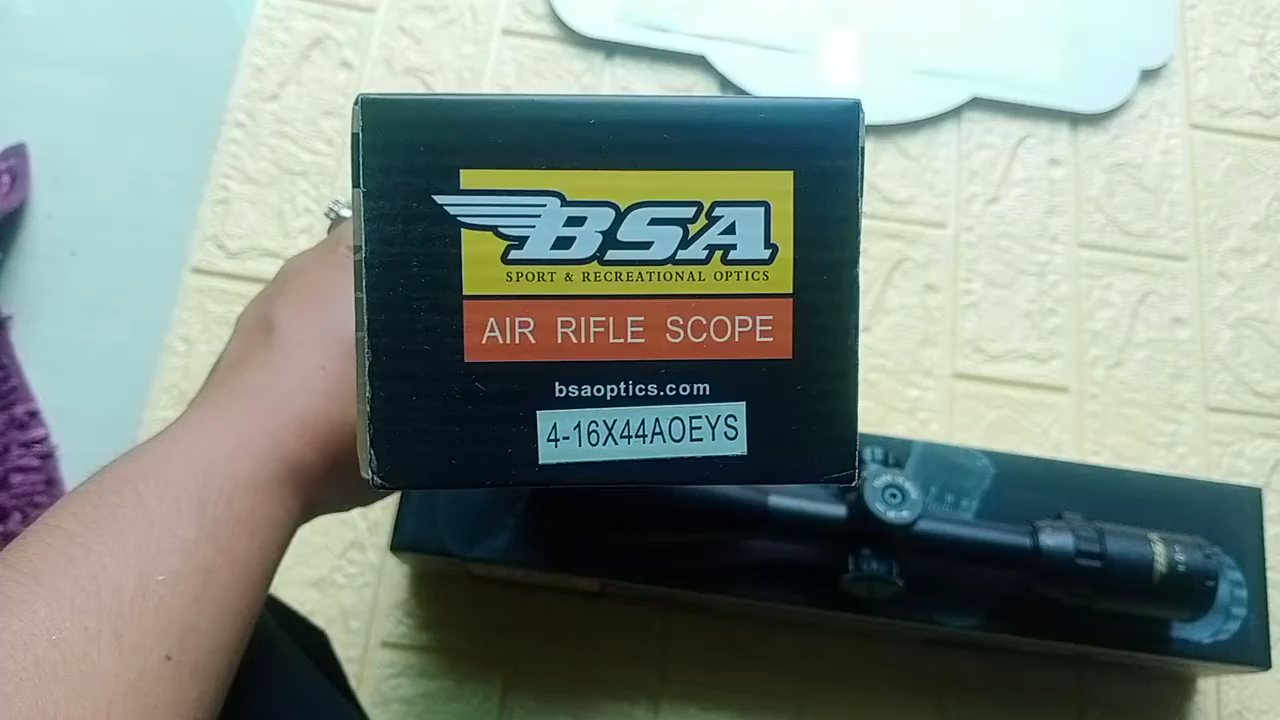 BSA
SPORT & RECREATIONAL OPTICS
AIR RIFLE SCOPE
bsaoptics.com
4-16X44AOEYS